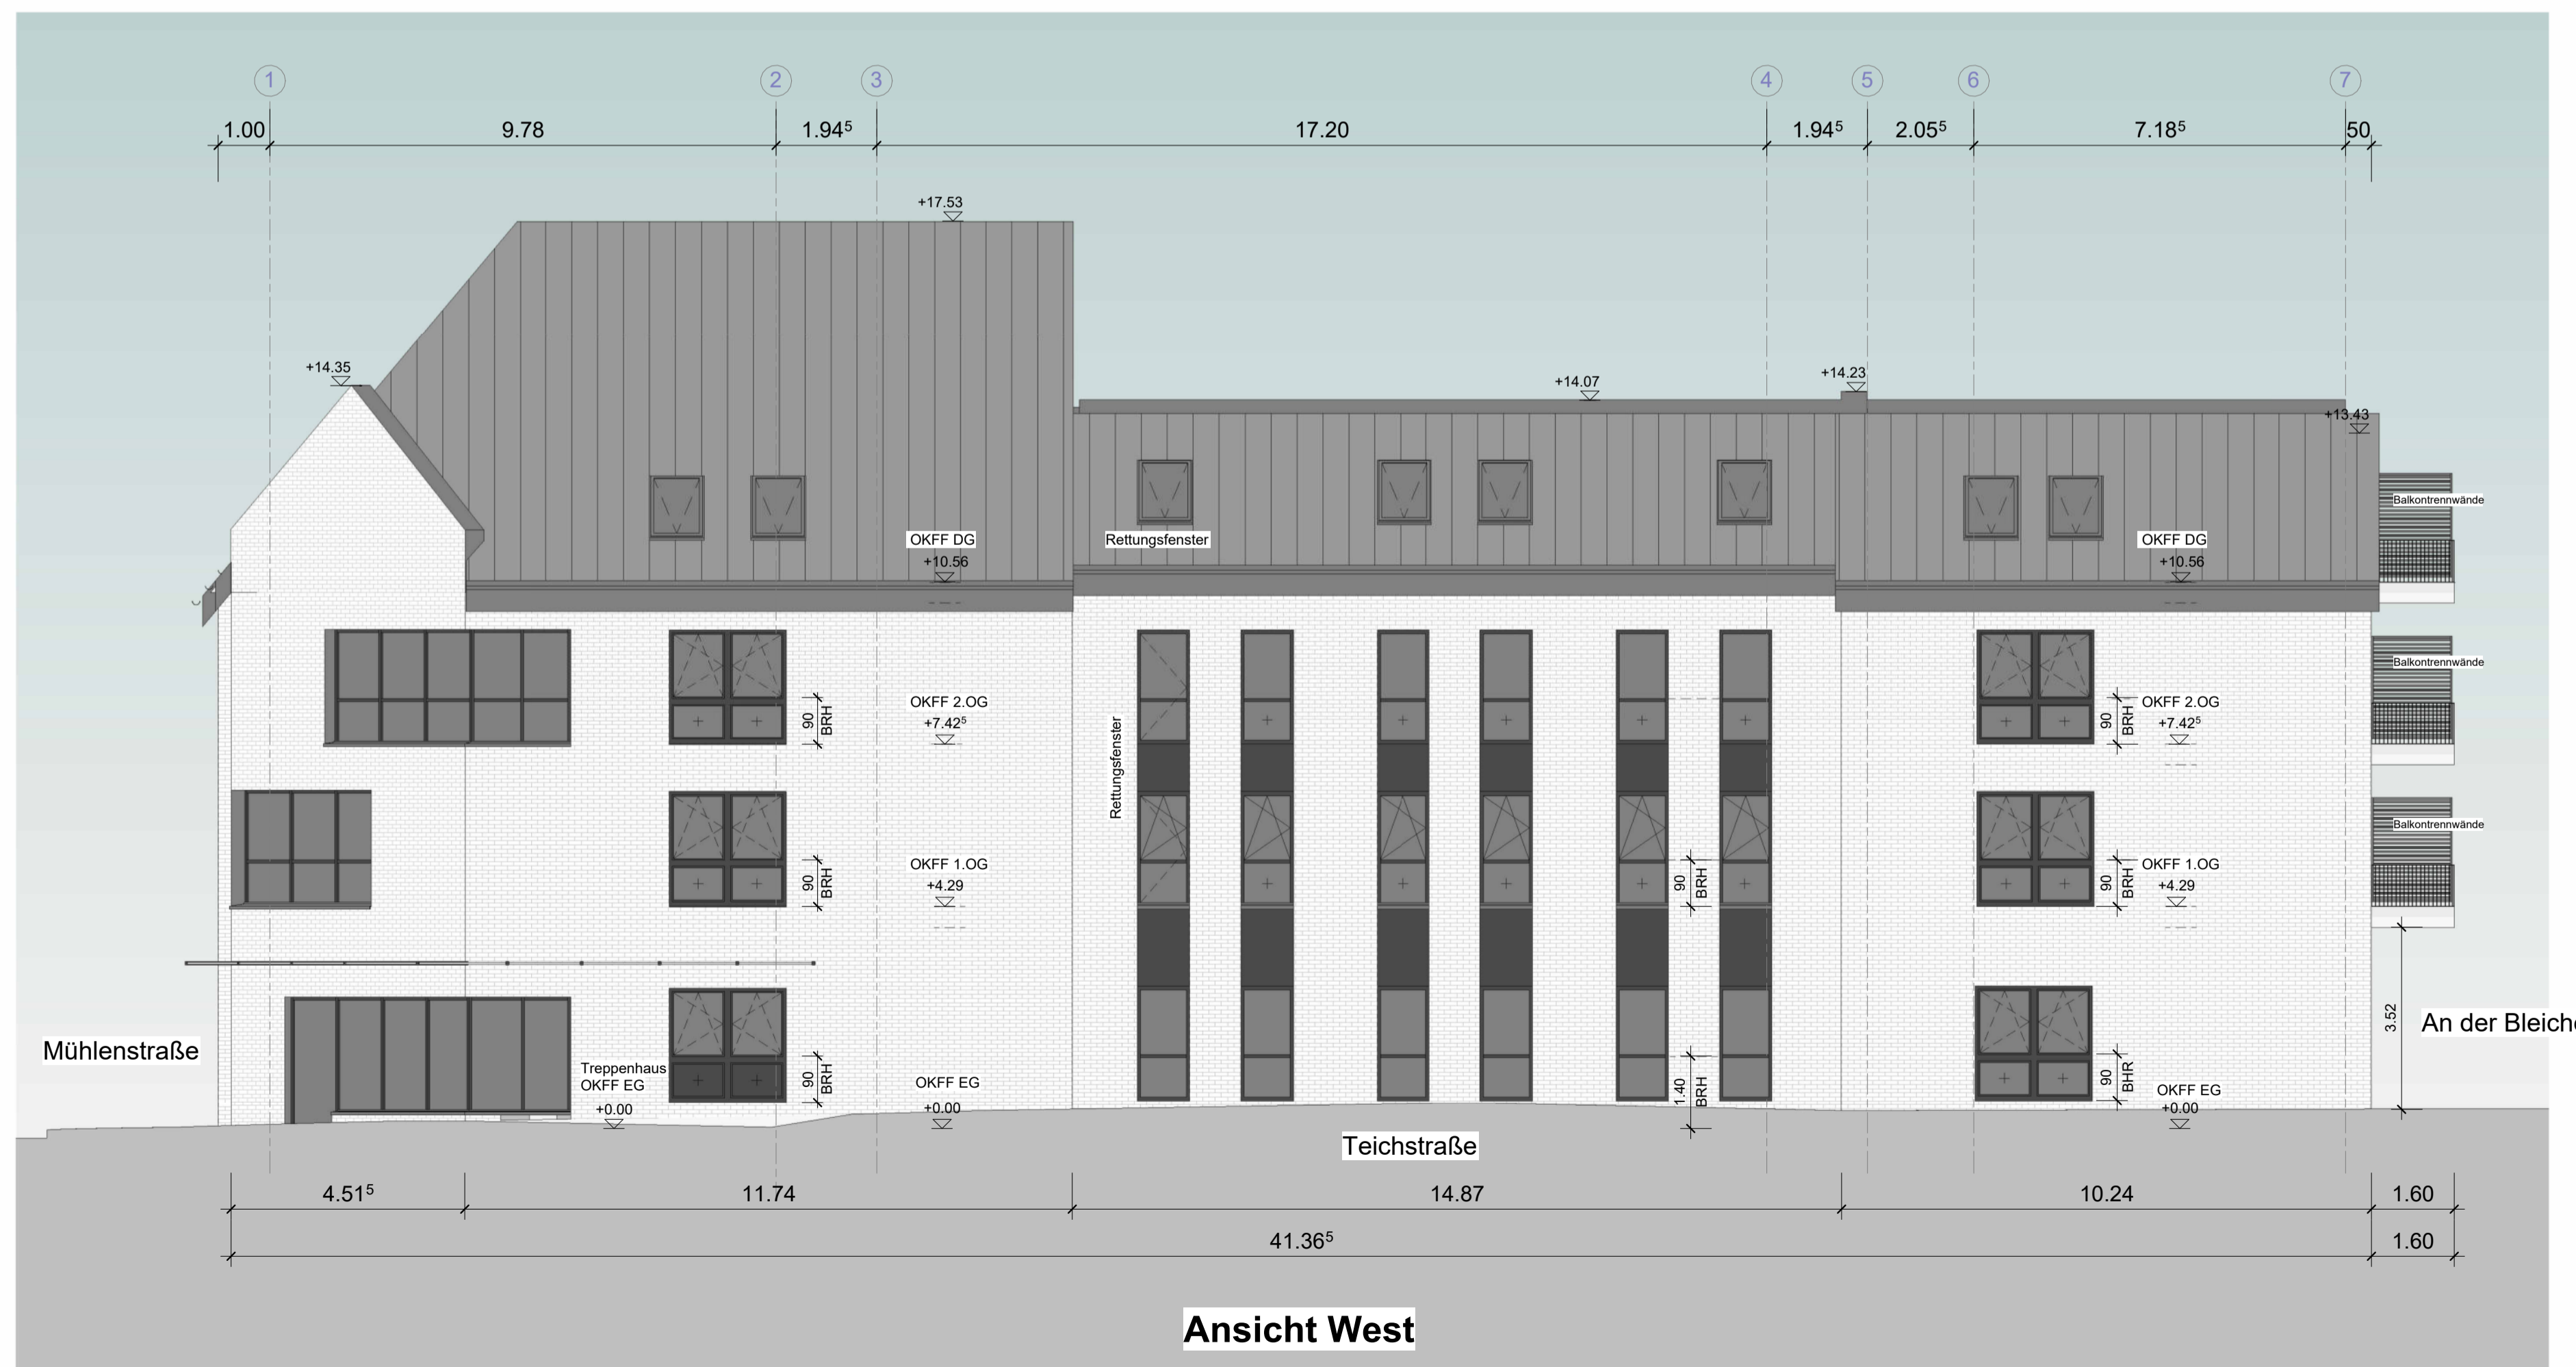 1 2 3 4 5 6 7
1.00 9.78 1.94⁵ 17.20 1.94⁵ 2.05⁵ 7.18⁵ 50
+17.53
+14.35
+14.07
+14.23
+13.43
Balkontrennwände
OKFF DG
+10.56
Rettungsfenster
OKFF DG
+10.56
Balkontrennwände
90
BRH
OKFF 2.OG
+7.42⁵
Rettungsfenster
90
BRH
OKFF 2.OG
+7.42⁵
Balkontrennwände
90
BRH
OKFF 1.OG
+4.29
90
BRH
90
BRH
OKFF 1.OG
+4.29
Mühlenstraße
Treppenhaus
OKFF EG
+0.00
90
BRH
OKFF EG
+0.00
1.40
BRH
90
BHR
OKFF EG
+0.00
3.52
An der Bleiche
Teichstraße
4.51⁵ 11.74 14.87 10.24 1.60
41.36⁵ 1.60
Ansicht West